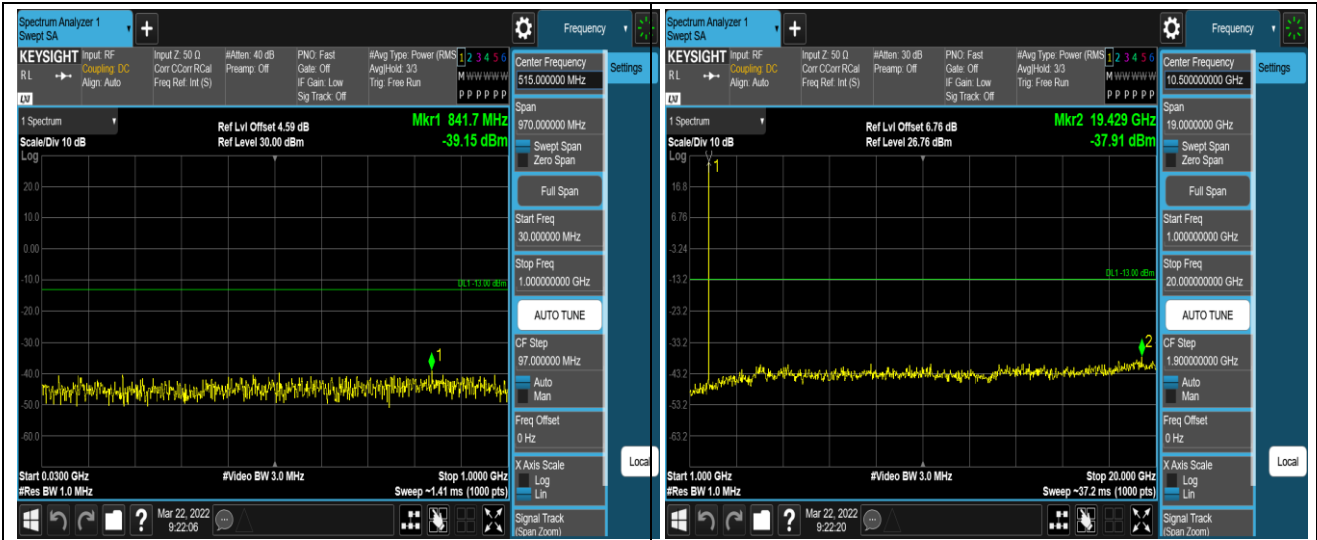 Spectrum Analyzer 1
Swept SA
+
Frequency
KEYSIGHT
RL
LXI
Input: RF
Coupling: DC
Align: Auto
Input Z: 50 Ω
Corr CCorr RCal
Freq Ref: Int (S)
#Atten: 40 dB
Preamp: Off
PNO: Fast
Gate: Off
IF Gain: Low
Sig Track: Off
#Avg Type: Power (RMS
Avg|Hold: 3/3
Trig: Free Run
1 2 3 4 5 6
M W W W W W
P P P P P P
1 Spectrum
Scale/Div 10 dB
Log
Ref Lvl Offset 4.59 dB
Ref Level 30.00 dBm
Mkr1 841.7 MHz
-39.15 dBm
20.0
10.0
0.00
-10.0
DL1 -13.00 dBm
-20.0
-30.0
1
-40.0
-50.0
-60.0
Start 0.0300 GHz
#Res BW 1.0 MHz
#Video BW 3.0 MHz
Stop 1.0000 GHz
Sweep ~1.41 ms (1000 pts)
Center Frequency
515.000000 MHz
Settings
Span
970.000000 MHz
Swept Span
Zero Span
Full Span
Start Freq
30.000000 MHz
Stop Freq
1.000000000 GHz
AUTO TUNE
CF Step
97.000000 MHz
Auto
Man
Freq Offset
0 Hz
X Axis Scale
Log
Lin
Local
Signal Track
(Span Zoom)
?
Mar 22, 2022
9:22:06
Spectrum Analyzer 1
Swept SA
+
Frequency
KEYSIGHT
RL
LXI
Input: RF
Coupling: DC
Align: Auto
Input Z: 50 Ω
Corr CCorr RCal
Freq Ref: Int (S)
#Atten: 30 dB
Preamp: Off
PNO: Fast
Gate: Off
IF Gain: Low
Sig Track: Off
#Avg Type: Power (RMS
Avg|Hold: 3/3
Trig: Free Run
1 2 3 4 5 6
M W W W W W
P P P P P P
1 Spectrum
Scale/Div 10 dB
Log
Ref Lvl Offset 6.76 dB
Ref Level 26.76 dBm
Mkr2 19.429 GHz
-37.91 dBm
1
16.8
6.76
-3.24
-13.2
DL1 -13.00 dBm
-23.2
-33.2
2
-43.2
-53.2
-63.2
Start 1.000 GHz
#Res BW 1.0 MHz
#Video BW 3.0 MHz
Stop 20.000 GHz
Sweep ~37.2 ms (1000 pts)
Center Frequency
10.500000000 GHz
Settings
Span
19.0000000 GHz
Swept Span
Zero Span
Full Span
Start Freq
1.000000000 GHz
Stop Freq
20.000000000 GHz
AUTO TUNE
CF Step
1.900000000 GHz
Auto
Man
Freq Offset
0 Hz
X Axis Scale
Log
Lin
Local
Signal Track
(Span Zoom)
?
Mar 22, 2022
9:22:20